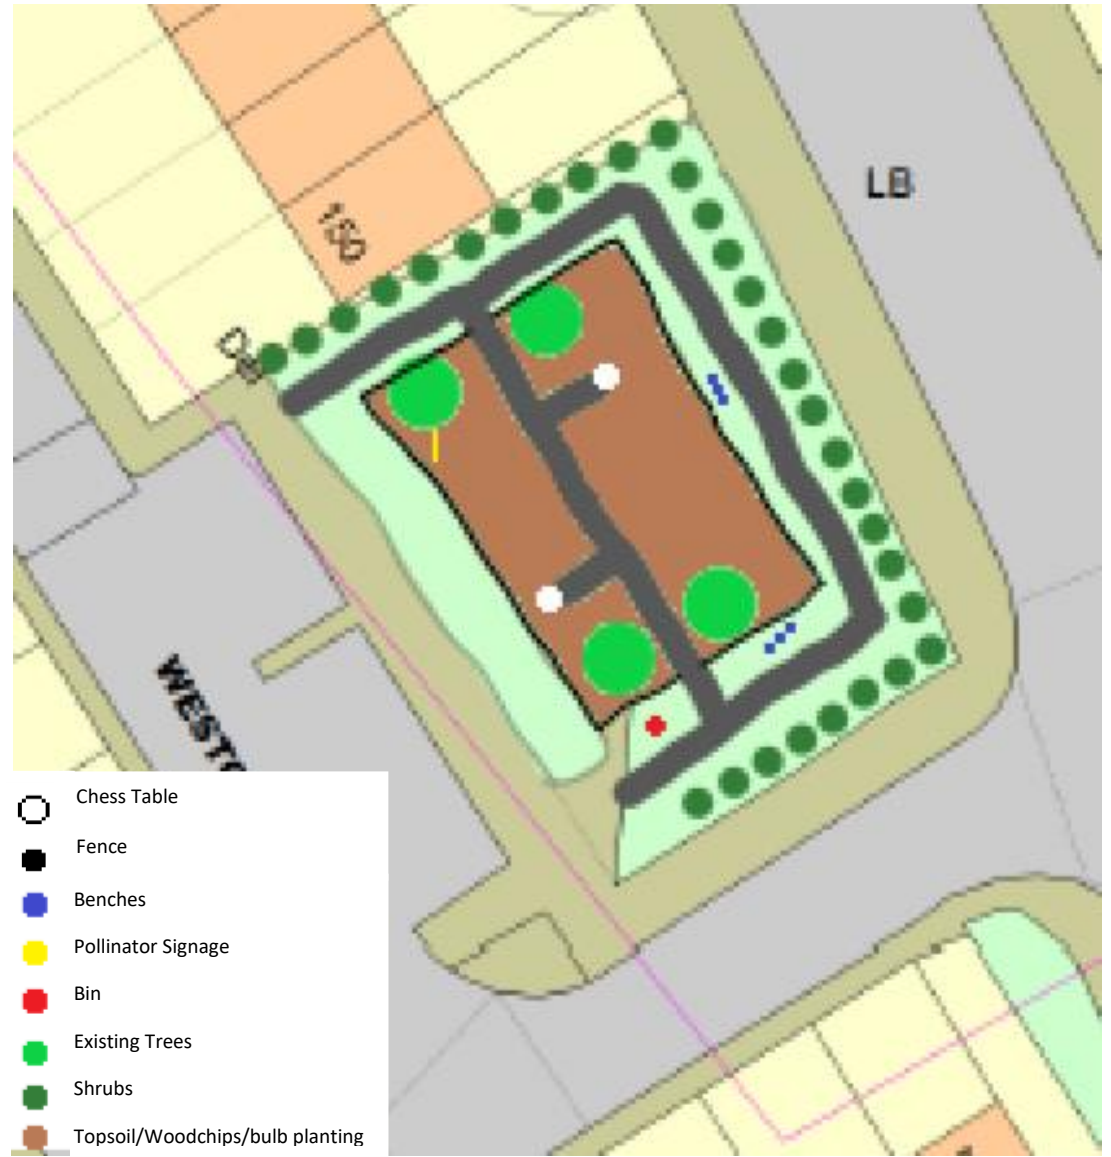 LB
150
WESTO
Chess Table
Fence
Benches
Pollinator Signage
Bin
Existing Trees
Shrubs
Topsoil/Woodchips/bulb planting